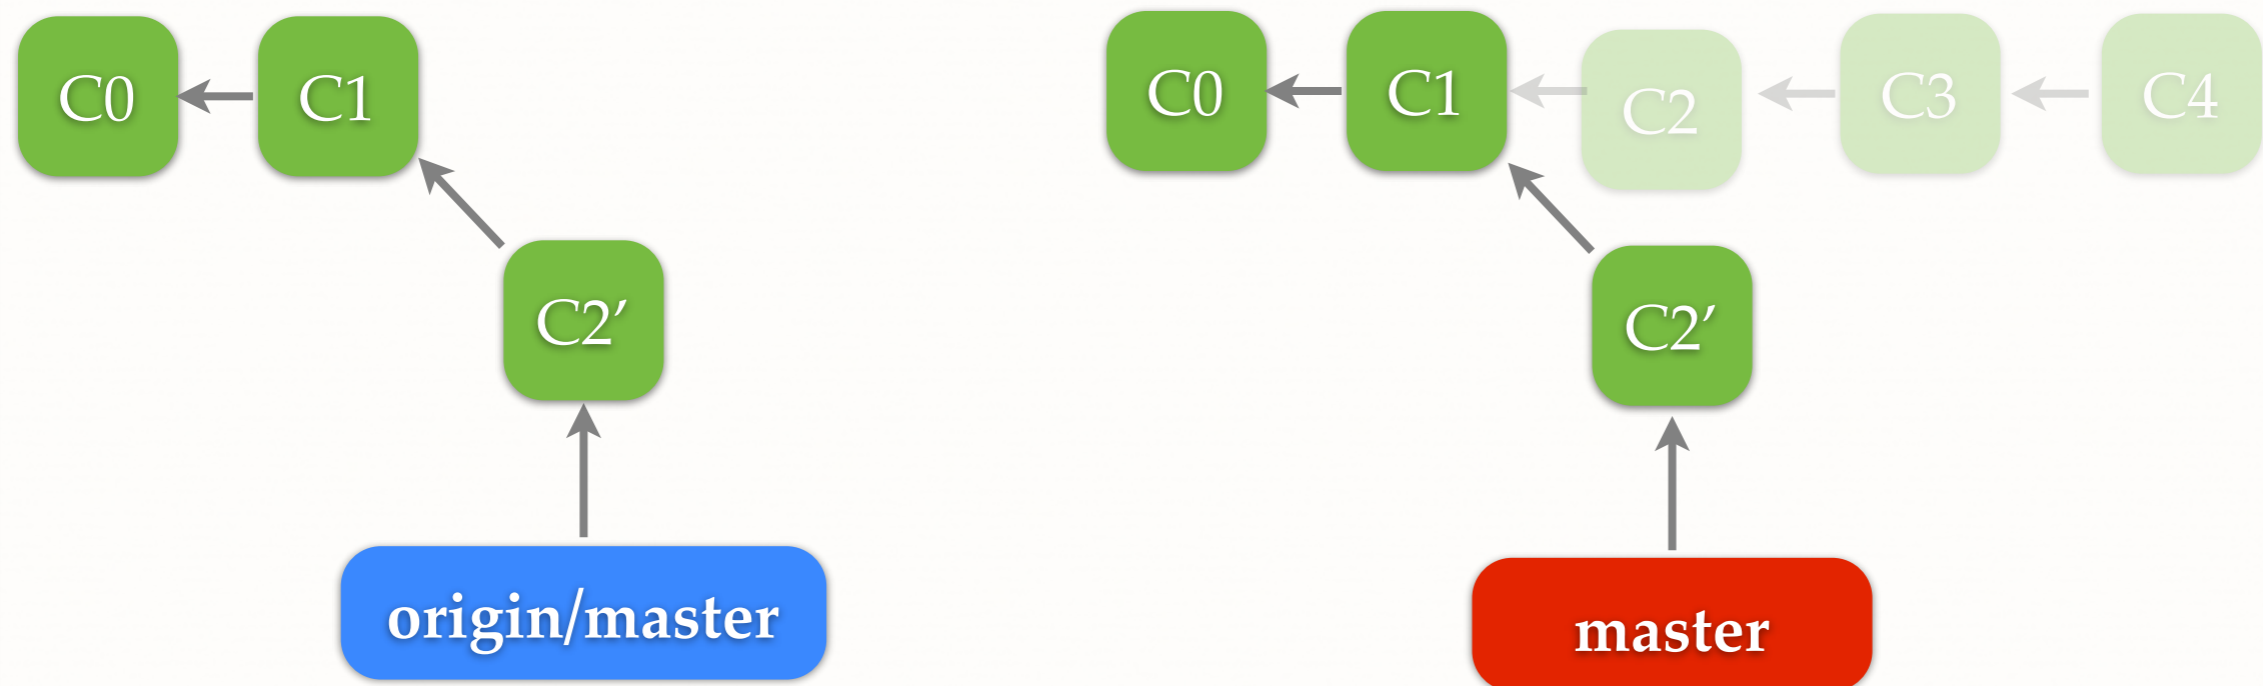 C0 C1 C0 C1 C2 C3 C4
C2’ C2’
origin/master master